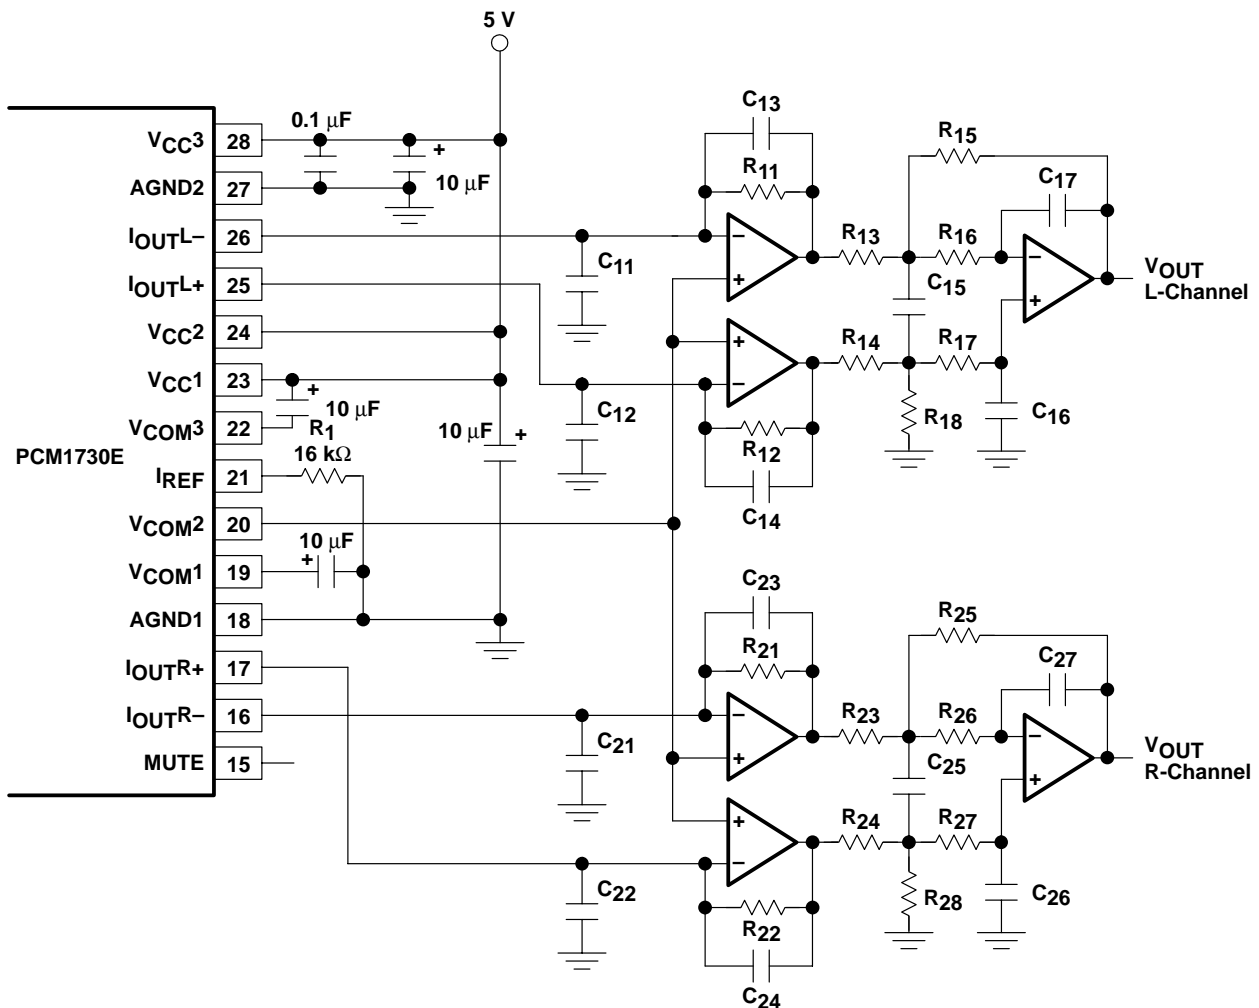 5 V
VCC3 28
0.1 µF
10 µF
+
AGND2 27
IOUTL– 26
IOUTL+ 25
VCC2 24
VCC1 23
+
10 µF
VCOM3 22
R1
16 kΩ
PCM1730E
IREF 21
VCOM2 20
10 µF
+
VCOM1 19
10 µF
+
AGND1 18
IOUTR+ 17
IOUTR– 16
MUTE 15
C11
C12
C13
R11
–
+
+
–
R12
C14
R13
R14
R15
C15
R16
C17
R17
R18
C16
–
+
VOUT
L-Channel
C21
C22
C23
R21
–
+
+
–
R22
C24
R23
R24
R25
C25
R26
C27
R27
R28
C26
–
+
VOUT
R-Channel